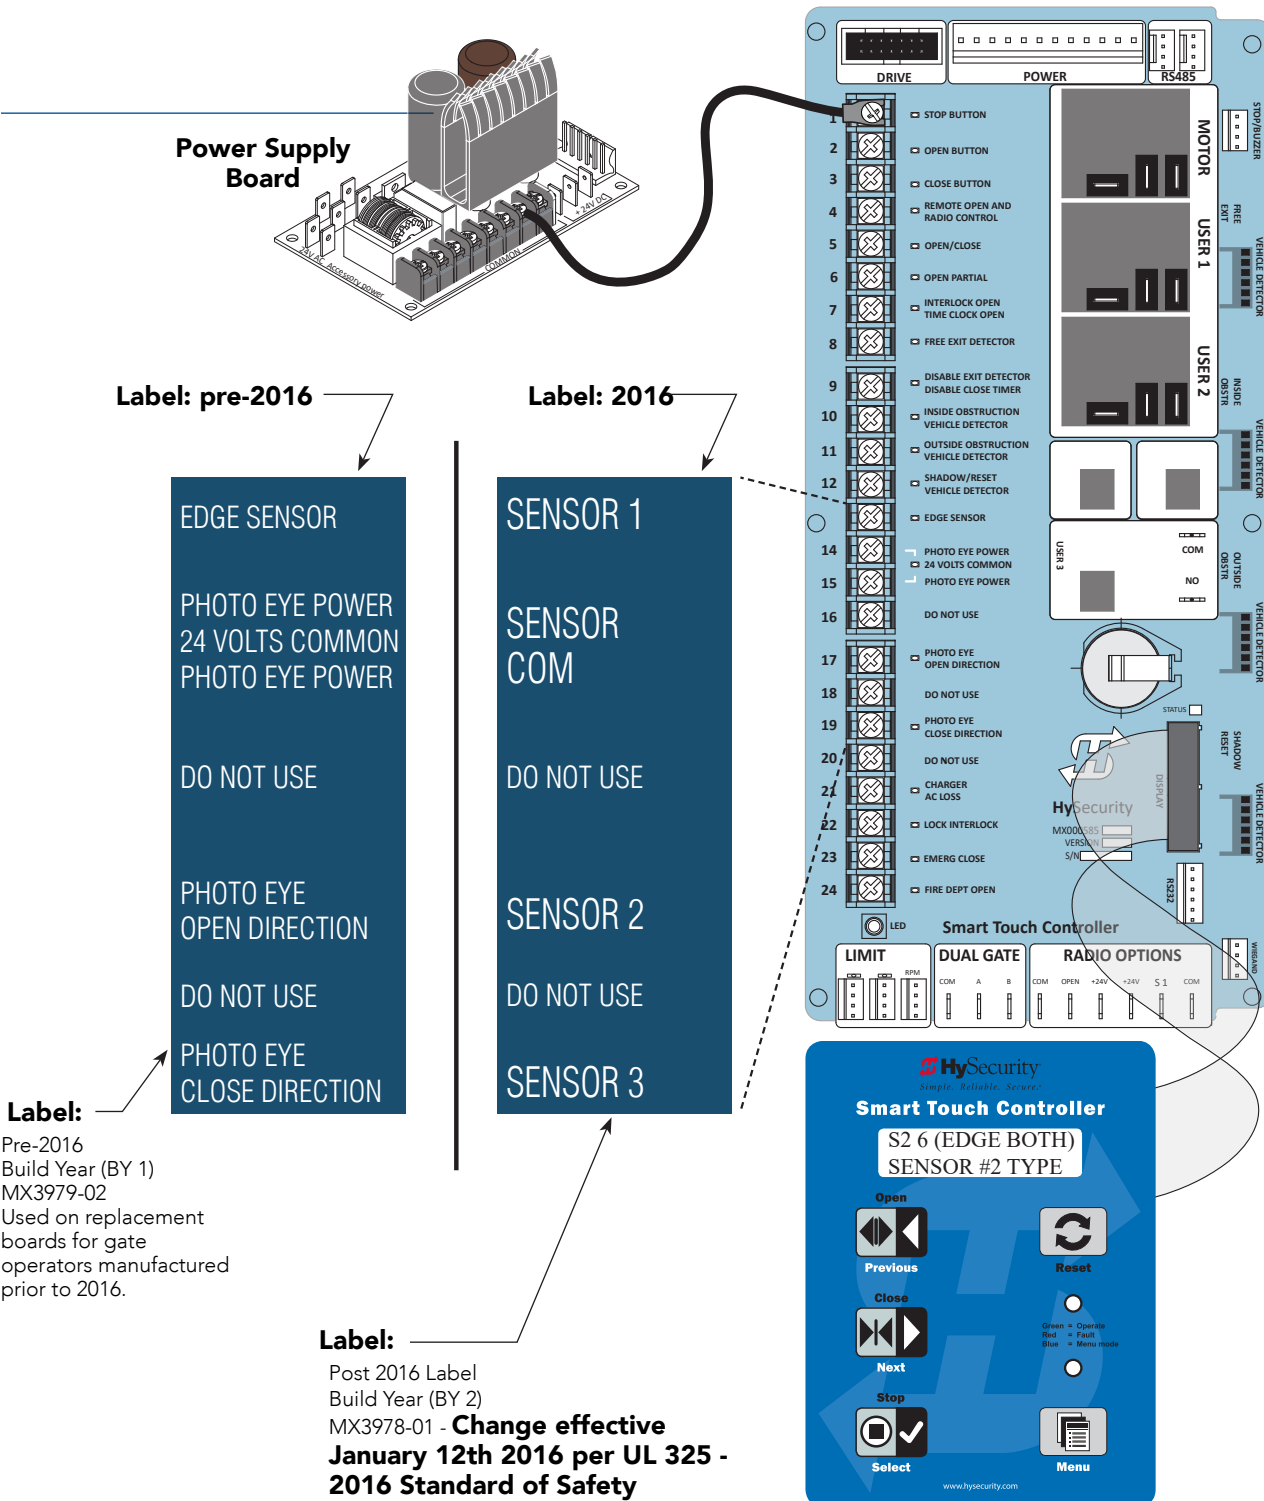 Power Supply
Board
24V AC Accessory power
COMMON
+ 24V DC
DRIVE
POWER
RS485
1 STOP BUTTON
2 OPEN BUTTON
3 CLOSE BUTTON
4 REMOTE OPEN AND
RADIO CONTROL
5 OPEN/CLOSE
6 OPEN PARTIAL
7 INTERLOCK OPEN
TIME CLOCK OPEN
8 FREE EXIT DETECTOR
9 DISABLE EXIT DETECTOR
DISABLE CLOSE TIMER
10 INSIDE OBSTRUCTION
VEHICLE DETECTOR
11 OUTSIDE OBSTRUCTION
VEHICLE DETECTOR
12 SHADOW/RESET
VEHICLE DETECTOR
EDGE SENSOR
14 PHOTO EYE POWER
24 VOLTS COMMON
15 PHOTO EYE POWER
16 DO NOT USE
17 PHOTO EYE
OPEN DIRECTION
18 DO NOT USE
19 PHOTO EYE
CLOSE DIRECTION
20 DO NOT USE
21 CHARGER
AC LOSS
22 LOCK INTERLOCK
23 EMERG CLOSE
24 FIRE DEPT OPEN
MOTOR
USER 1
USER 2
USER 3
COM
NO
STOP/BUZZER
FREE
EXIT
VEHICLE DETECTOR
INSIDE
OBSTR
VEHICLE DETECTOR
OUTSIDE
OBSTR
VEHICLE DETECTOR
SHADOW
RESET
VEHICLE DETECTOR
STATUS
DISPLAY
HySecurity
MX000585
VERSION
S/N
RS232
WIEGAND
LED
Smart Touch Controller
LIMIT
RPM
DUAL GATE
COM A B
RADIO OPTIONS
COM OPEN +24V +24V S 1 COM
Label: pre-2016
EDGE SENSOR
PHOTO EYE POWER
24 VOLTS COMMON
PHOTO EYE POWER
DO NOT USE
PHOTO EYE
OPEN DIRECTION
DO NOT USE
PHOTO EYE
CLOSE DIRECTION
Label: 2016
SENSOR 1
SENSOR
COM
DO NOT USE
SENSOR 2
DO NOT USE
SENSOR 3
Label:
Pre-2016
Build Year (BY 1)
MX3979-02
Used on replacement
boards for gate
operators manufactured
prior to 2016.
Label:
Post 2016 Label
Build Year (BY 2)
MX3978-01 - Change effective
January 12th 2016 per UL 325 -
2016 Standard of Safety
HySecurity
Simple. Reliable. Secure.
Smart Touch Controller
S2 6 (EDGE BOTH)
SENSOR #2 TYPE
Open
Previous
Reset
Close
Next
Green = Operate
Red = Fault
Blue = Menu mode
Stop
Select
Menu
www.hysecurity.com